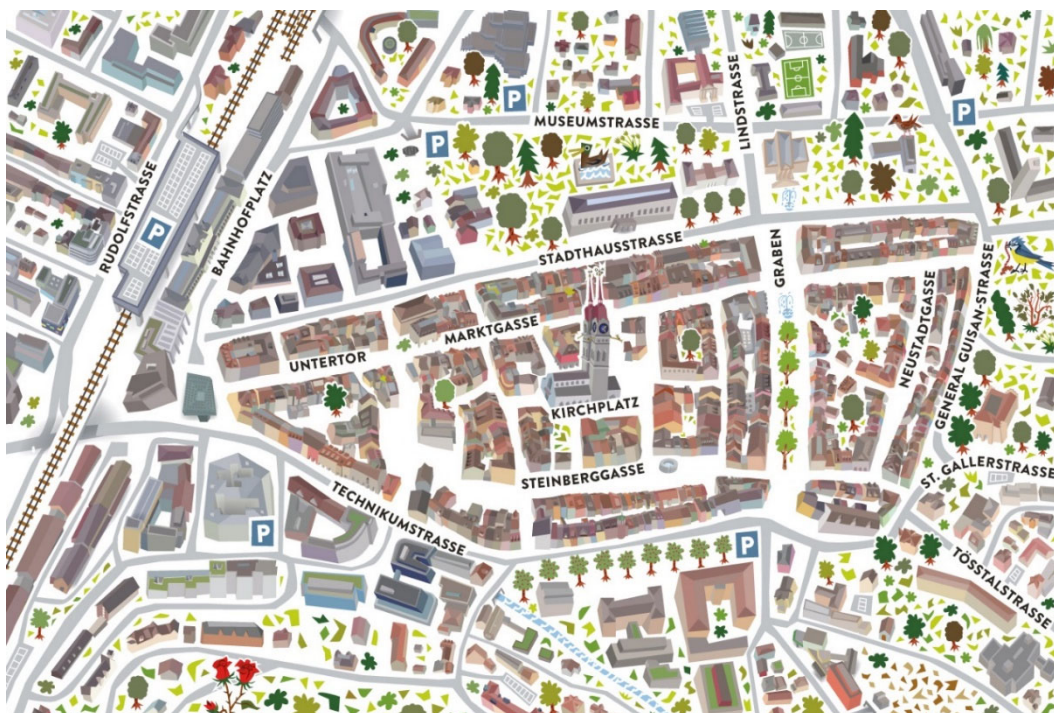 P
MUSEUMSTRASSE
LINDSTRASSE
P
P
RUDOLFSTRASSE
P
BAHNHOFPLATZ
STADTHAUSSTRASSE
GRABEN
MARKTGASSE
UNTERTOR
NEUSTADTGASSE
GENERAL GUISAN-STRASSE
KIRCHPLATZ
STEINBERGGASSE
ST. GALLERSTRASSE
TECHNIKUMSTRASSE
P
P
TÖSSTALSTRASSE